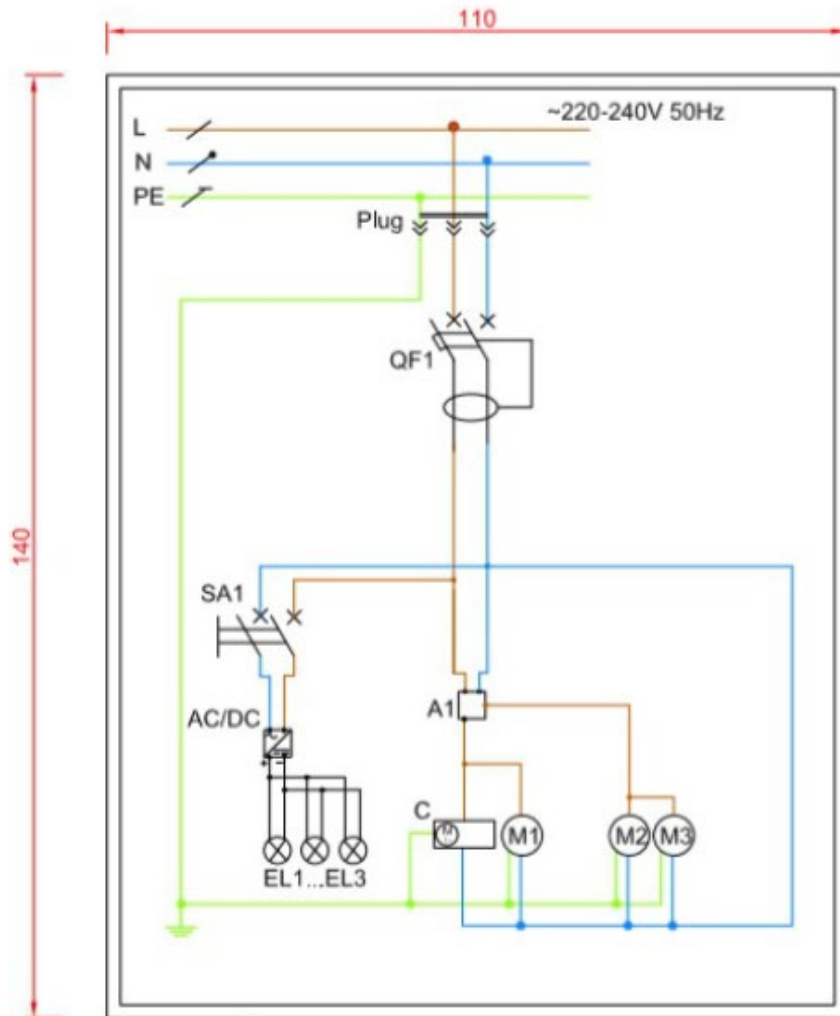 110
~220-240V 50Hz
L
N
PE
Plug
QF1
140
SA1
A1
AC/DC
+ -
C
M
M1
M2
M3
EL1...EL3